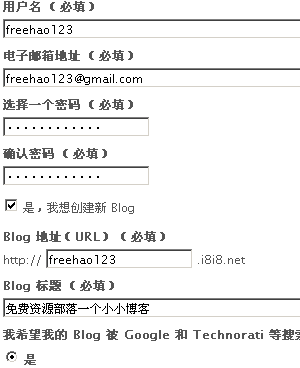 用户名 (必填)
freehao123
电子邮箱地址 (必填)
freehao123@gmail.com
选择一个密码 (必填)
············
确认密码 (必填)
············
是，我想创建新 Blog
Blog 地址(URL) (必填)
http:// freehao123 .i8i8.net
Blog 标题 (必填)
免费资源部落一个小小博客
我希望我的 Blog 被 Google 和 Technorati 等搜索
是